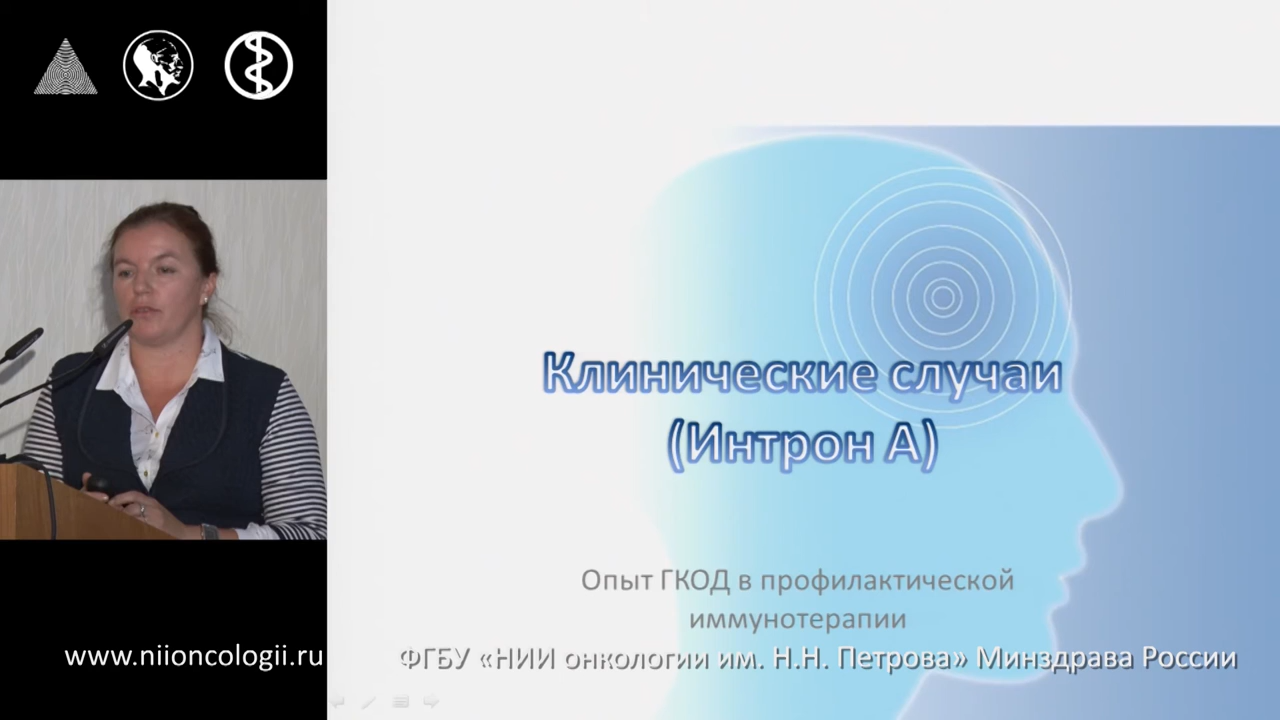 Клинические случаи
(Интрон А)
Опыт ГКОД в профилактической
иммунотерапии
www.niioncologii.ru
ФГБУ «НИИ онкологии им. Н.Н. Петрова» Минздрава России